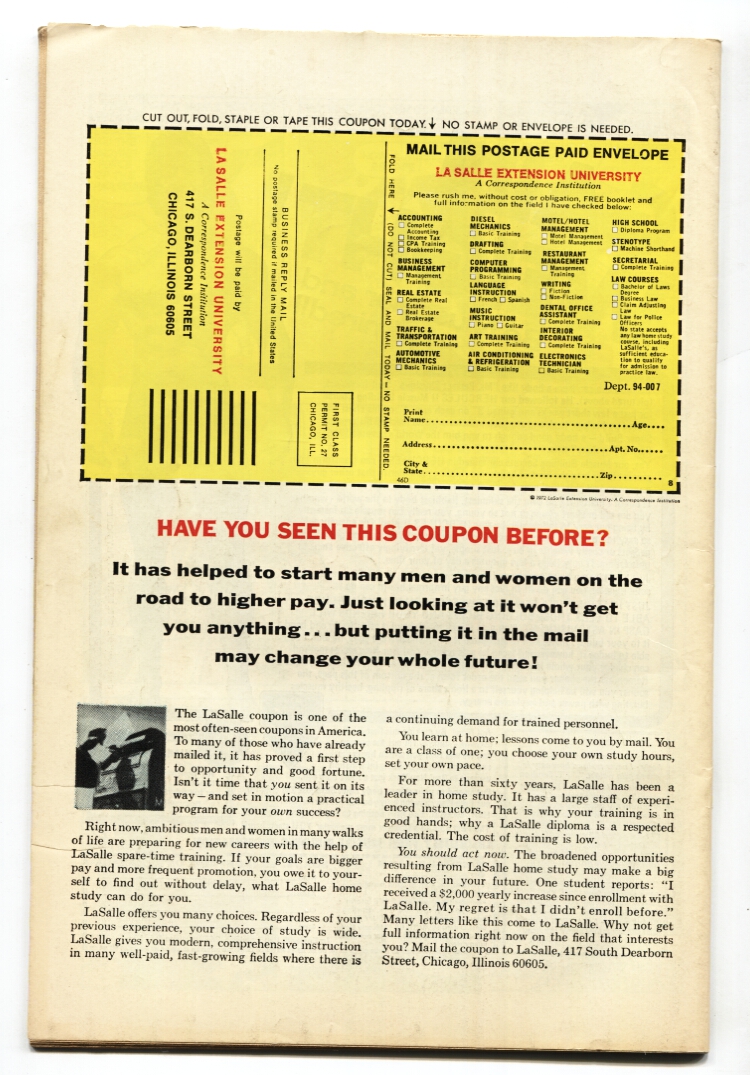 CUT OUT, FOLD, STAPLE OR TAPE THIS COUPON TODAY. ↓ NO STAMP OR ENVELOPE IS NEEDED.
No postage stamp required if mailed in the United States
BUSINESS REPLY MAIL
Postage will be paid by
LASALLE EXTENSION UNIVERSITY
A Correspondence Institution
417 S. DEARBORN STREET
CHICAGO, ILLINOIS 60605
FIRST CLASS
PERMIT NO. 27
CHICAGO, ILL.
FOLD HERE (DO NOT CUT) SEAL AND MAIL TODAY — NO STAMP NEEDED.
MAIL THIS POSTAGE PAID ENVELOPE
LA SALLE EXTENSION UNIVERSITY
A Correspondence Institution
Please rush me, without cost or obligation, FREE booklet and
full information on the field I have checked below:
ACCOUNTING
Complete
Accounting
Income Tax
CPA Training
Bookkeeping
BUSINESS
MANAGEMENT
Management
Training
REAL ESTATE
Complete Real
Estate
Real Estate
Brokerage
TRAFFIC &
TRANSPORTATION
Complete Training
AUTOMOTIVE
MECHANICS
Basic Training
DIESEL
MECHANICS
Basic Training
DRAFTING
Complete Training
COMPUTER
PROGRAMMING
Basic Training
LANGUAGE
INSTRUCTION
French Spanish
MUSIC
INSTRUCTION
Piano Guitar
ART TRAINING
Complete Training
AIR CONDITIONING
& REFRIGERATION
Basic Training
MOTEL/HOTEL
MANAGEMENT
Motel Management
Hotel Management
RESTAURANT
MANAGEMENT
Management
Training
WRITING
Fiction
Non-Fiction
DENTAL OFFICE
ASSISTANT
Complete Training
INTERIOR
DECORATING
Complete Training
ELECTRONICS
TECHNICIAN
Basic Training
HIGH SCHOOL
Diploma Program
STENOTYPE
Machine Shorthand
SECRETARIAL
Complete Training
LAW COURSES
Bachelor of Laws
Degree
Business Law
Claim Adjusting
Law
Law for Police
Officers
No state accepts
any law home study
course, including
LaSalle's, as
sufficient educa-
tion to qualify
for admission to
practice law.
Dept. 94-007
Print
Name Age
Address Apt. No.
City &
State Zip
46D
8
© 1972 LaSalle Extension University. A Correspondence Institution
HAVE YOU SEEN THIS COUPON BEFORE?
It has helped to start many men and women on the
road to higher pay. Just looking at it won't get
you anything...but putting it in the mail
may change your whole future!
The LaSalle coupon is one of the
most often-seen coupons in America.
To many of those who have already
mailed it, it has proved a first step
to opportunity and good fortune.
Isn't it time that you sent it on its
way – and set in motion a practical
program for your own success?
Right now, ambitious men and women in many walks
of life are preparing for new careers with the help of
LaSalle spare-time training. If your goals are bigger
pay and more frequent promotion, you owe it to your-
self to find out without delay, what LaSalle home
study can do for you.
LaSalle offers you many choices. Regardless of your
previous experience, your choice of study is wide.
LaSalle gives you modern, comprehensive instruction
in many well-paid, fast-growing fields where there is
a continuing demand for trained personnel.
You learn at home; lessons come to you by mail. You
are a class of one; you choose your own study hours,
set your own pace.
For more than sixty years, LaSalle has been a
leader in home study. It has a large staff of experi-
enced instructors. That is why your training is in
good hands; why a LaSalle diploma is a respected
credential. The cost of training is low.
You should act now. The broadened opportunities
resulting from LaSalle home study may make a big
difference in your future. One student reports: "I
received a $2,000 yearly increase since enrollment with
LaSalle. My regret is that I didn't enroll before."
Many letters like this come to LaSalle. Why not get
full information right now on the field that interests
you? Mail the coupon to LaSalle, 417 South Dearborn
Street, Chicago, Illinois 60605.